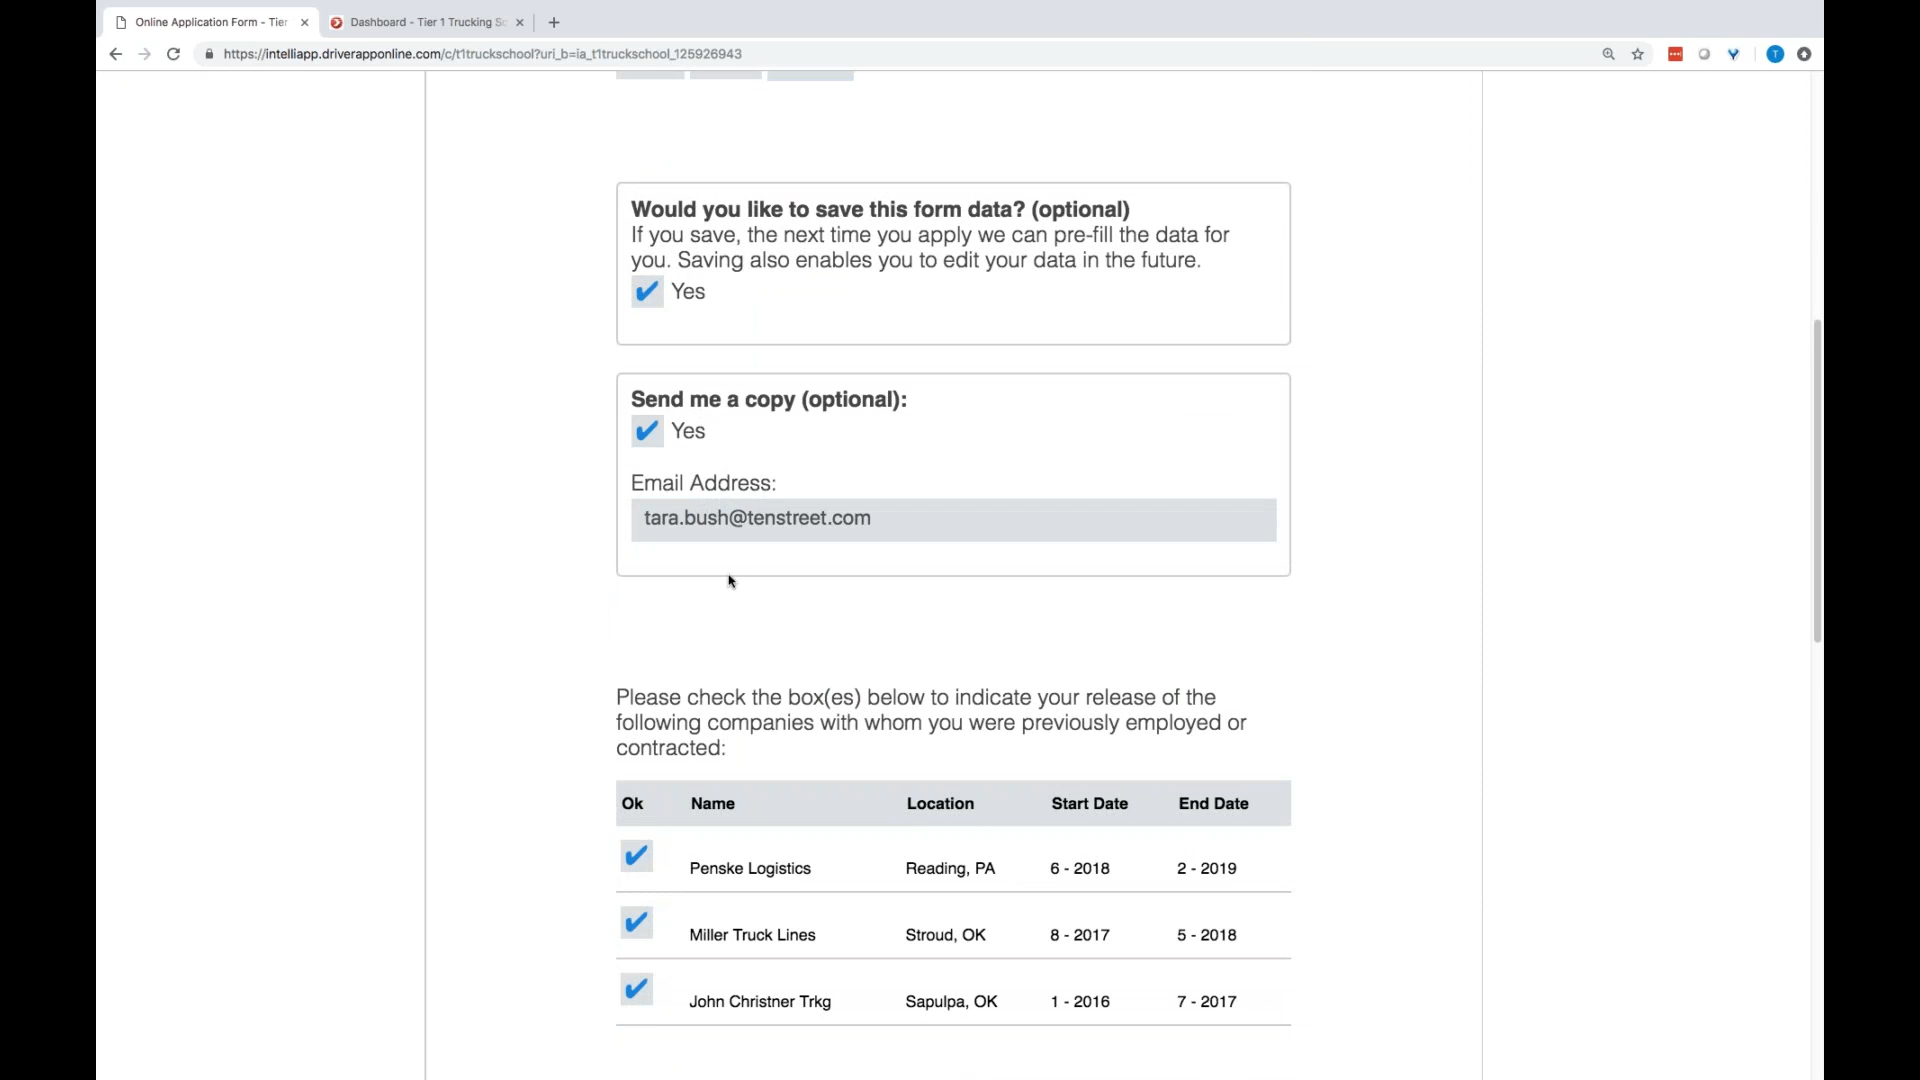 Online Application Form - Tier
Dashboard - Tier 1 Trucking Sc
https://intelliapp.driverapponline.com/c/t1truckschool?uri_b=ia_t1truckschool_125926943
T
Would you like to save this form data? (optional)
If you save, the next time you apply we can pre-fill the data for
you. Saving also enables you to edit your data in the future.
Yes
Send me a copy (optional):
Yes
Email Address:
tara.bush@tenstreet.com
Please check the box(es) below to indicate your release of the
following companies with whom you were previously employed or
contracted:
Ok Name Location Start Date End Date
Penske Logistics Reading, PA 6 - 2018 2 - 2019
Miller Truck Lines Stroud, OK 8 - 2017 5 - 2018
John Christner Trkg Sapulpa, OK 1 - 2016 7 - 2017